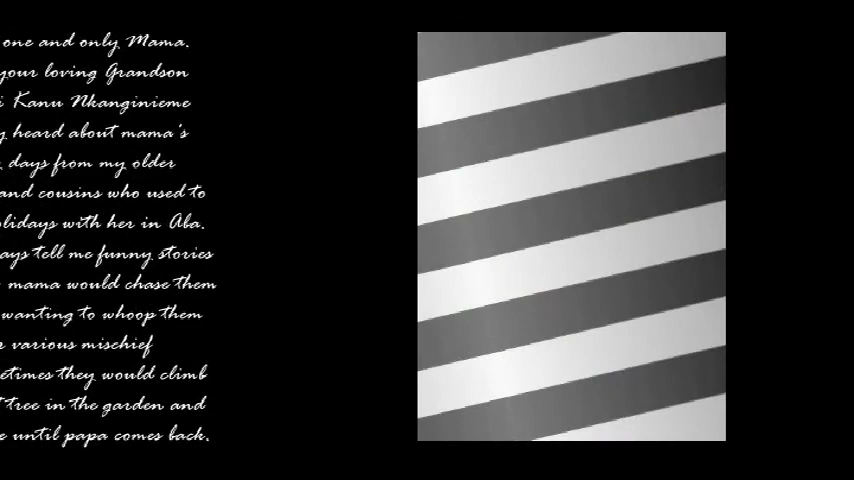 one and only Mama.
your loving Grandson
Kanu Nkanginieme
heard about mama's
days from my older
and cousins who used to
with her in Aba.
tell me funny stories
mama would chase them
wanting to whoop them
various mischief
they would climb
tree in the garden and
until papa comes back.